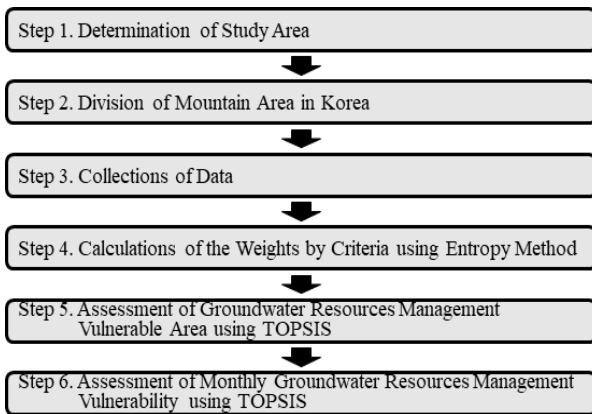 Step 1. Determination of Study Area
Step 2. Division of Mountain Area in Korea
Step 3. Collections of Data
Step 4. Calculations of the Weights by Criteria using Entropy Method
Step 5. Assessment of Groundwater Resources Management
Vulnerable Area using TOPSIS
Step 6. Assessment of Monthly Groundwater Resources Management
Vulnerability using TOPSIS